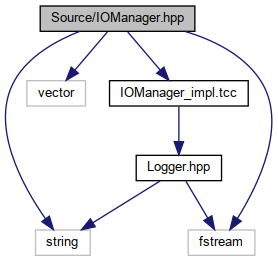 Source/IOManager.hpp
vector
IOManager_impl.tcc
Logger.hpp
string
fstream